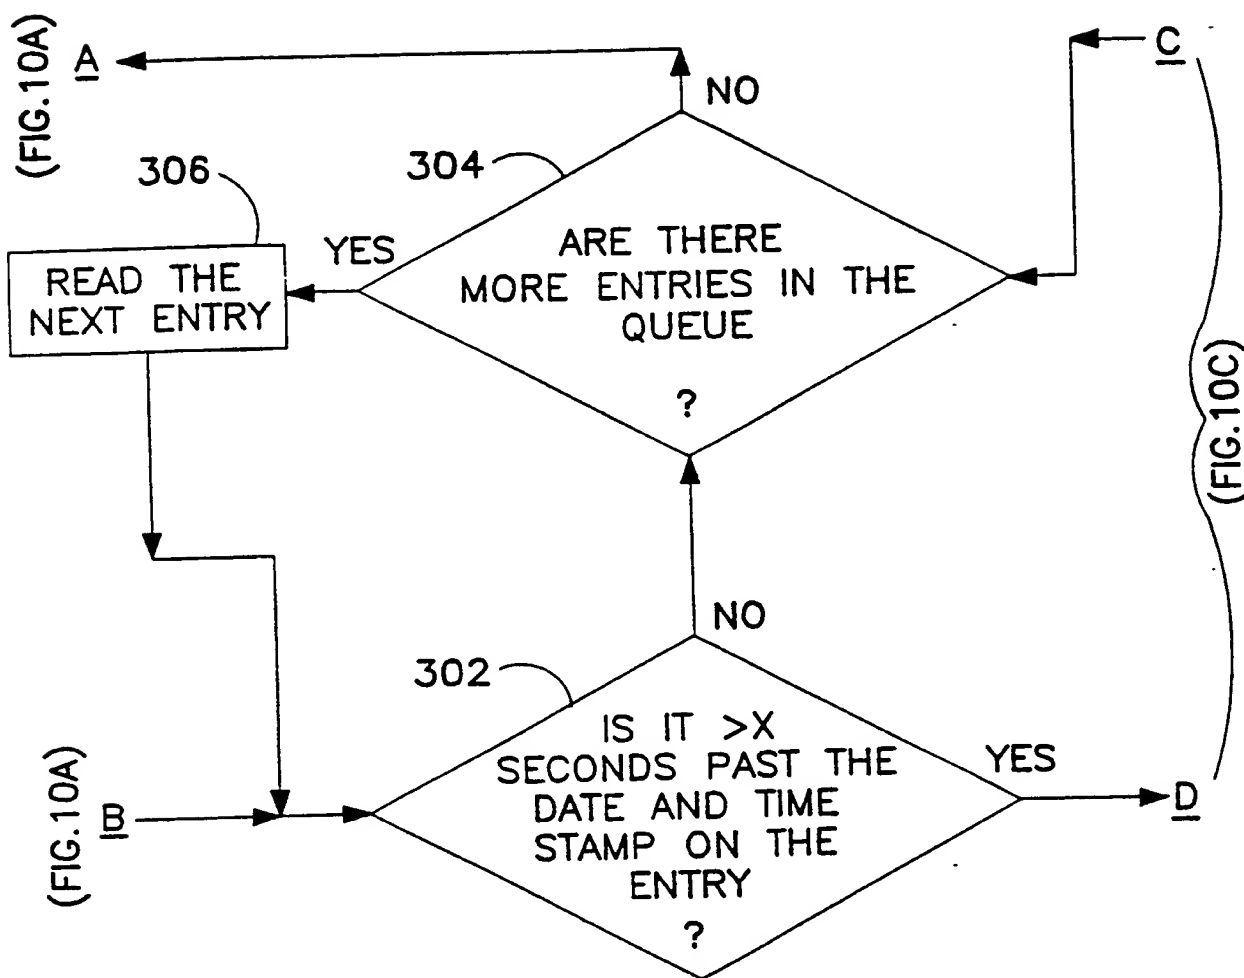 (FIG.10A)
A
C
NO
304
306
YES
ARE THERE
MORE ENTRIES IN THE
QUEUE
?
READ THE
NEXT ENTRY
(FIG.10C)
NO
302
IS IT >X
SECONDS PAST THE
DATE AND TIME
STAMP ON THE
ENTRY
?
YES
(FIG.10A)
B
D